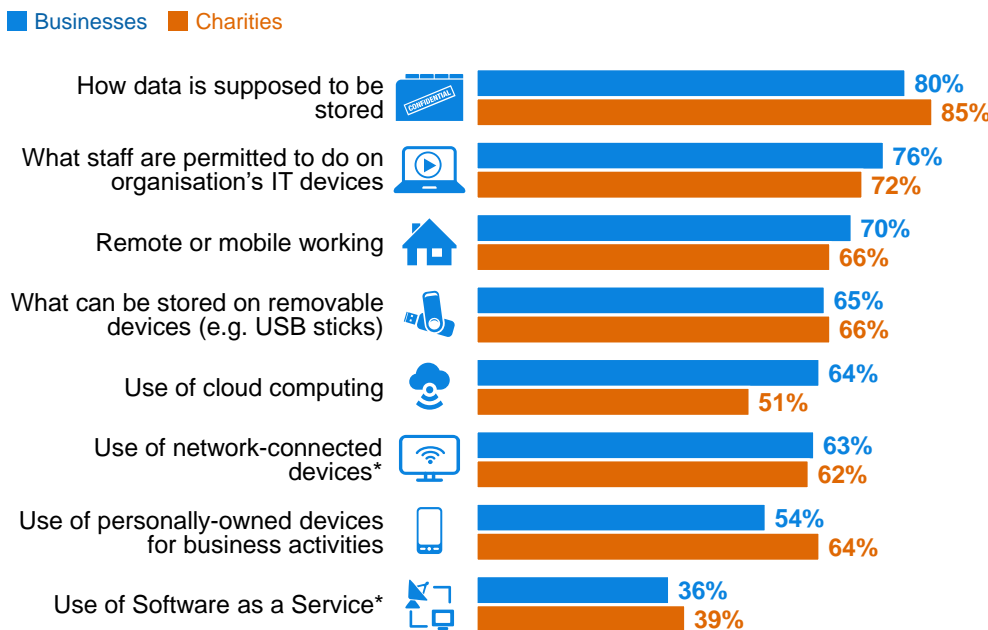 Businesses Charities
How data is supposed to be
stored
CONFIDENTIAL
80%
85%
What staff are permitted to do on
organisation's IT devices
76%
72%
Remote or mobile working
70%
66%
What can be stored on removable
devices (e.g. USB sticks)
65%
66%
Use of cloud computing
64%
51%
Use of network-connected
devices*
63%
62%
Use of personally-owned devices
for business activities
54%
64%
Use of Software as a Service*
36%
39%